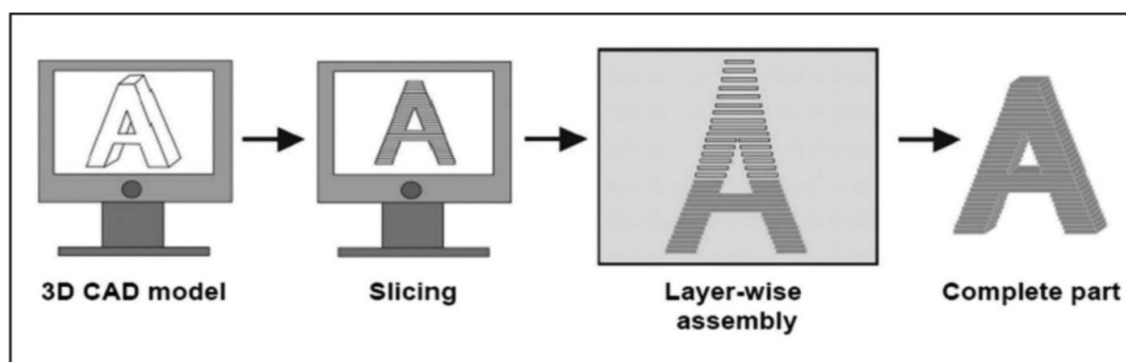 3D CAD model
Slicing
Layer-wise
assembly
Complete part